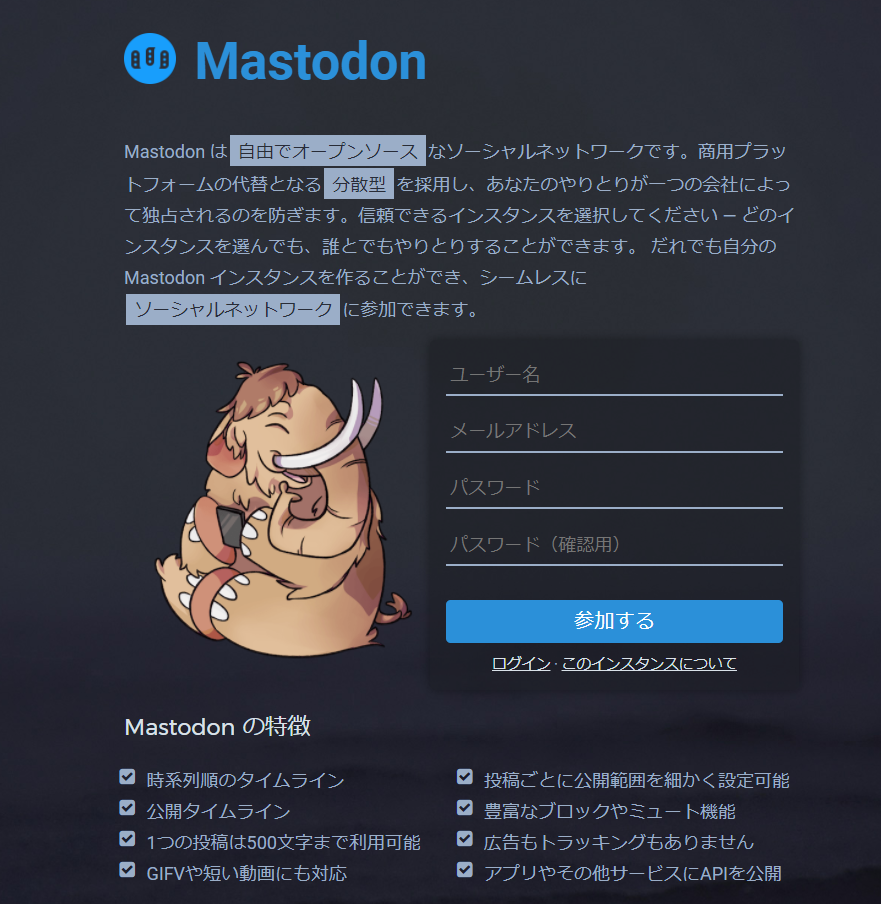 Mastodon
Mastodon は 自由でオープンソース なソーシャルネットワークです。商用プラッ
トフォームの代替となる 分散型 を採用し、あなたのやりとりが一つの会社によっ
て独占されるのを防ぎます。信頼できるインスタンスを選択してください — どのイ
ンスタンスを選んでも、誰とでもやりとりすることができます。 だれでも自分の
Mastodon インスタンスを作ることができ、シームレスに
ソーシャルネットワーク に参加できます。
ユーザー名
メールアドレス
パスワード
パスワード（確認用）
参加する
ログイン · このインスタンスについて
Mastodon の特徴
時系列順のタイムライン
公開タイムライン
1つの投稿は500文字まで利用可能
GIFVや短い動画にも対応
投稿ごとに公開範囲を細かく設定可能
豊富なブロックやミュート機能
広告もトラッキングもありません
アプリやその他サービスにAPIを公開